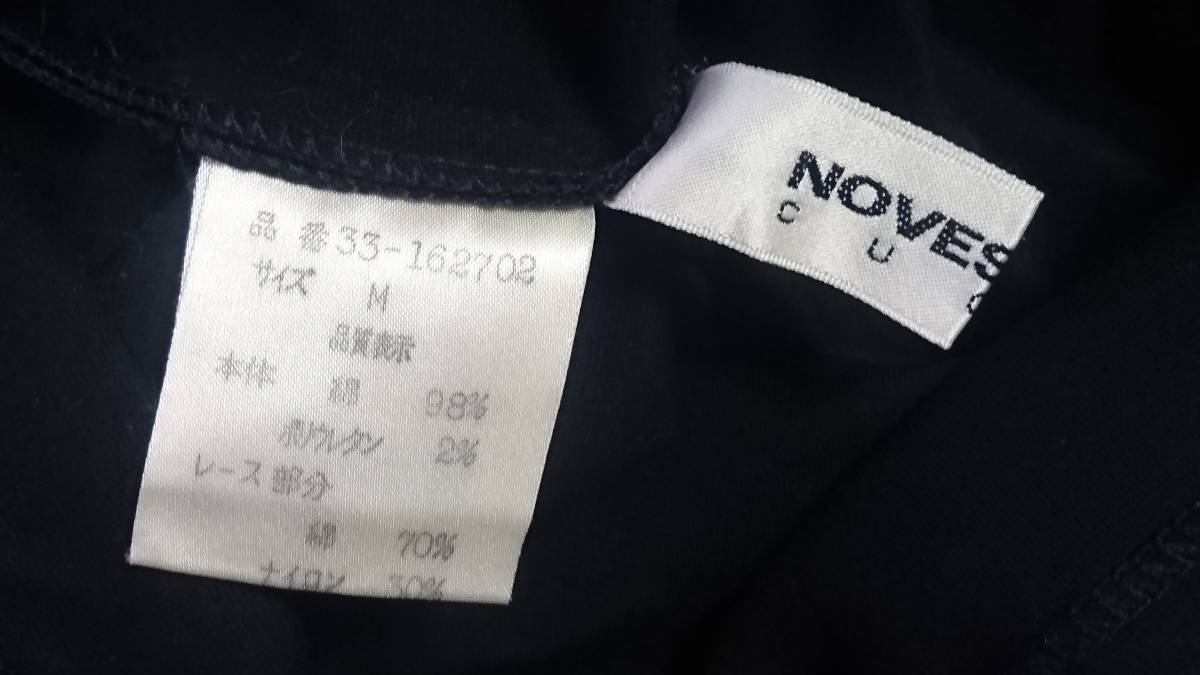 品 番 33-162702
サイズ M
品質表示
本体 綿 98%
ポリウレタン 2%
レース部分
綿 70%
ナイロン 30%
NOVES
C U